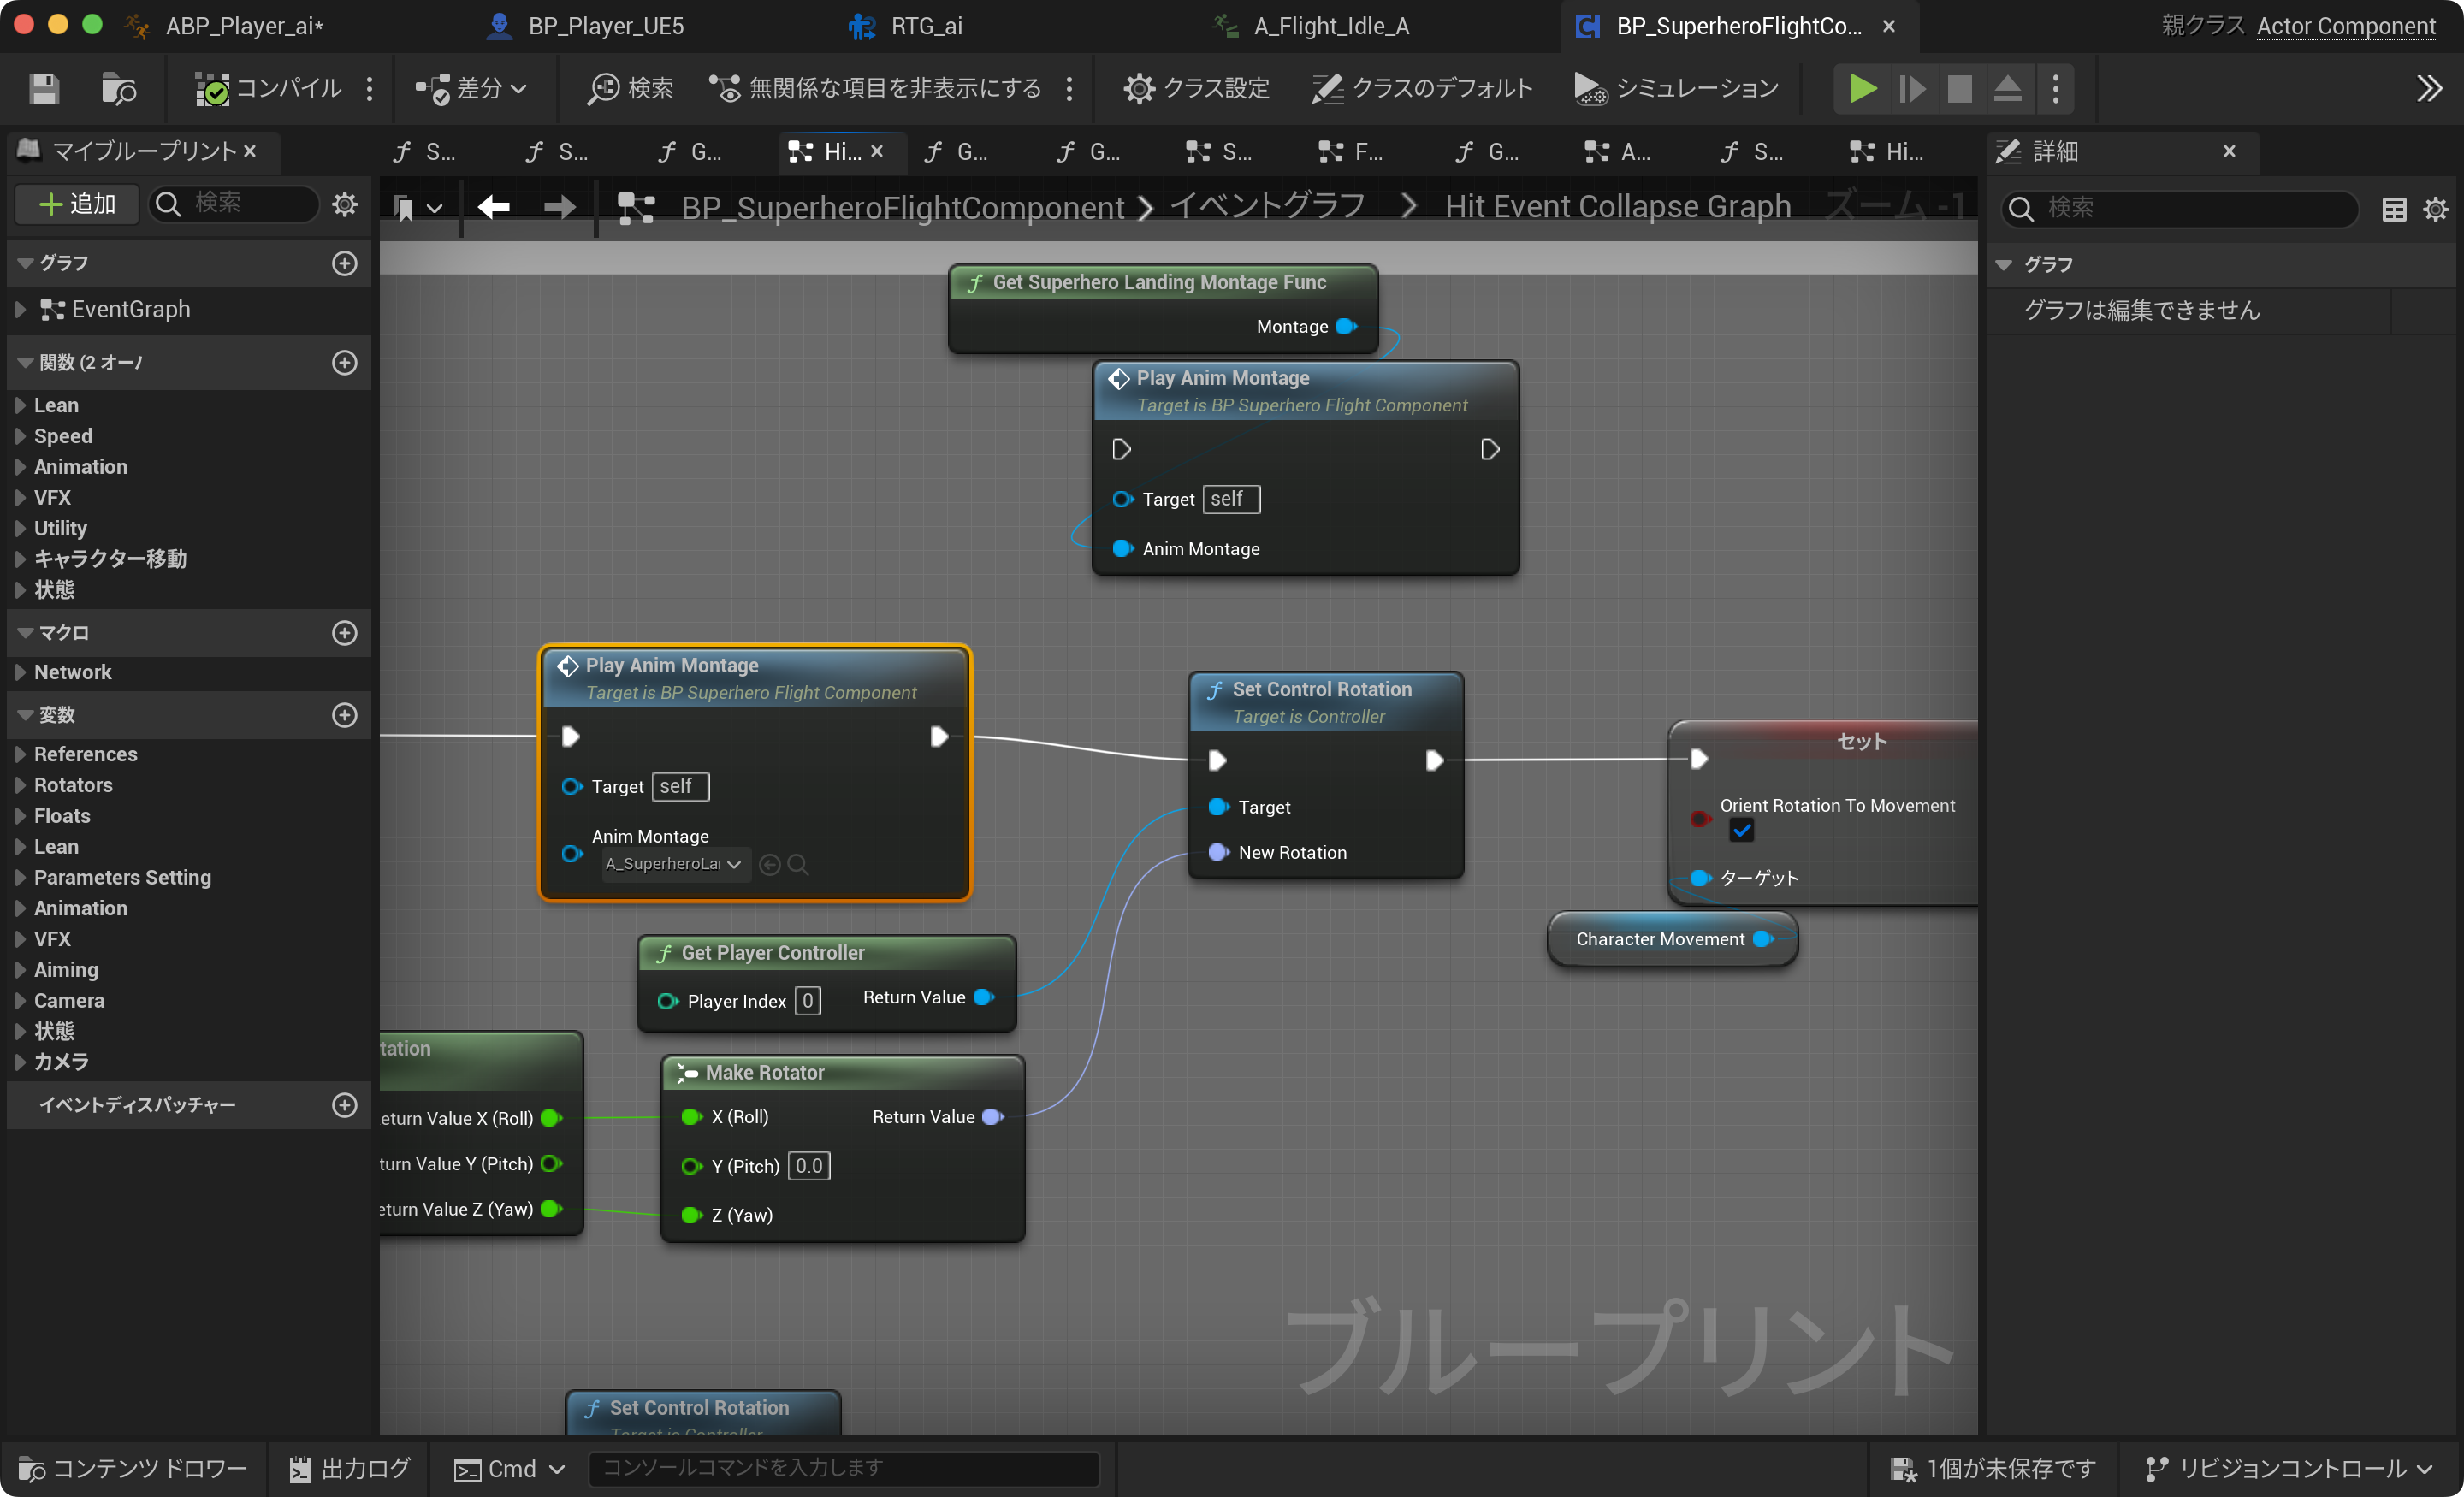 ABP_Player_ai*
BP_Player_UE5
RTG_ai
A_Flight_Idle_A
BP_SuperheroFlightCo...
親クラス Actor Component
コンパイル
差分
検索
無関係な項目を非表示にする
クラス設定
クラスのデフォルト
シミュレーション
マイブループリント
S...
S...
G...
Hi...
G...
G...
S...
F...
G...
A...
S...
Hi...
詳細
追加
検索
BP_SuperheroFlightComponent > イベントグラフ > Hit Event Collapse Graph
ズーム -1
検索
グラフ
EventGraph
関数 (2 オー
Lean
Speed
Animation
VFX
Utility
キャラクター移動
状態
マクロ
Network
変数
References
Rotators
Floats
Lean
Parameters Setting
Animation
VFX
Aiming
Camera
状態
カメラ
イベントディスパッチャー
Get Superhero Landing Montage Func
Montage
Play Anim Montage
Target is BP Superhero Flight Component
Target self
Anim Montage
Play Anim Montage
Target is BP Superhero Flight Component
Target self
Anim Montage
A_SuperheroLa
Set Control Rotation
Target is Controller
Target
New Rotation
セット
Orient Rotation To Movement
ターゲット
Character Movement
Get Player Controller
Player Index 0
Return Value
tation
eturn Value X (Roll)
turn Value Y (Pitch)
eturn Value Z (Yaw)
Make Rotator
X (Roll)
Return Value
Y (Pitch) 0.0
Z (Yaw)
Set Control Rotation
Target is Controller
ブループリント
グラフ
グラフは編集できません
コンテンツ ドロワー
出力ログ
Cmd
コンソールコマンドを入力します
1個が未保存です
リビジョンコントロール